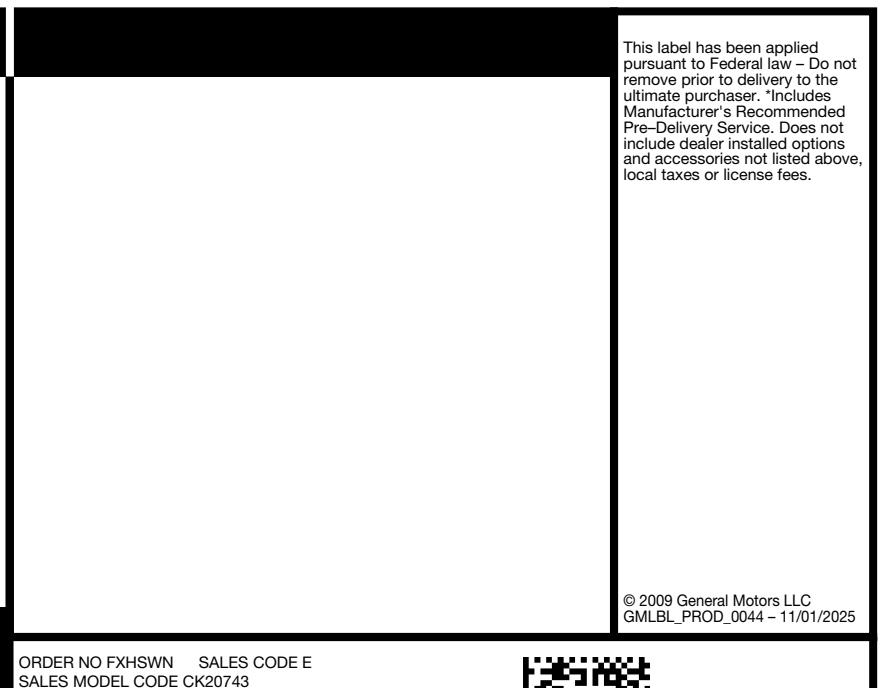 This label has been applied
pursuant to Federal law – Do not
remove prior to delivery to the
ultimate purchaser. *Includes
Manufacturer's Recommended
Pre–Delivery Service. Does not
include dealer installed options
and accessories not listed above,
local taxes or license fees.
© 2009 General Motors LLC
GMLBL_PROD_0044 – 11/01/2025
ORDER NO FXHSWN SALES CODE E
SALES MODEL CODE CK20743